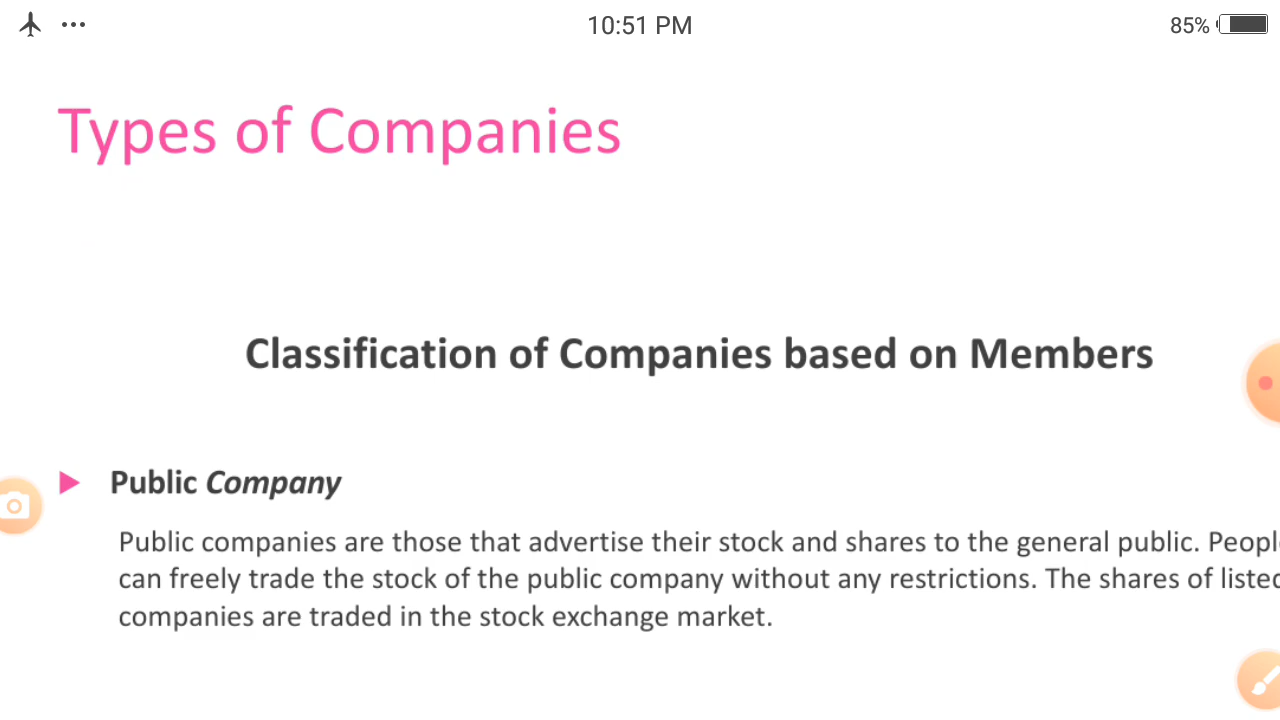 10:51 PM
85%
Types of Companies
Classification of Companies based on Members
Public Company
Public companies are those that advertise their stock and shares to the general public. Peopl
can freely trade the stock of the public company without any restrictions. The shares of listed
companies are traded in the stock exchange market.